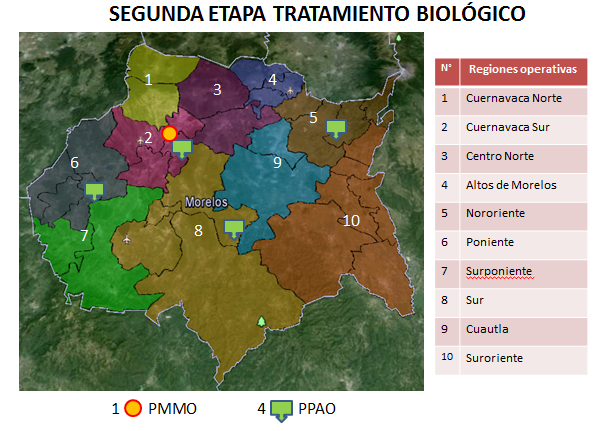 SEGUNDA ETAPA TRATAMIENTO BIOLÓGICO
1
2
3
4
5
6
7
8
9
10
Morelos
N° Regiones operativas
1 Cuernavaca Norte
2 Cuernavaca Sur
3 Centro Norte
4 Altos de Morelos
5 Nororiente
6 Poniente
7 Surponiente
8 Sur
9 Cuautla
10 Suroriente
1 PMMO 4 PPAO